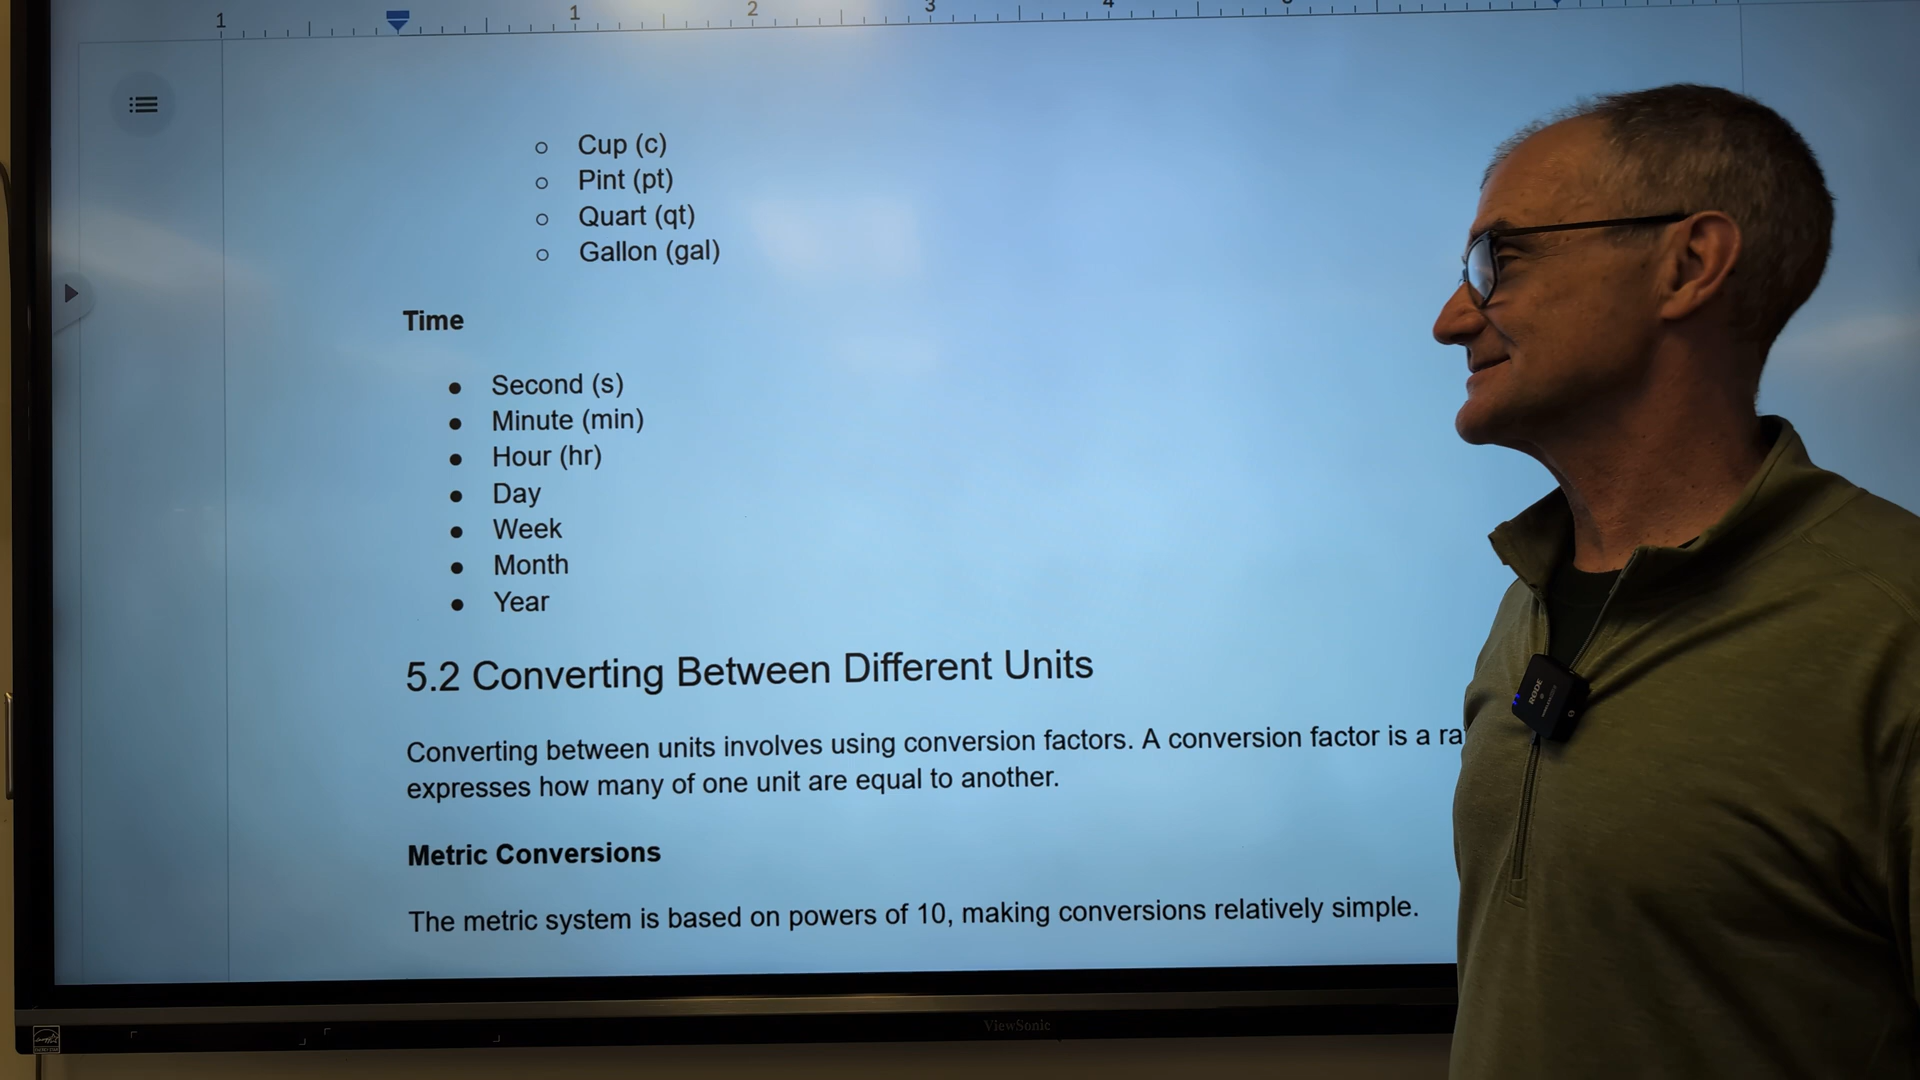 1 1 2 3 4
Cup (c)
Pint (pt)
Quart (qt)
Gallon (gal)
Time
Second (s)
Minute (min)
Hour (hr)
Day
Week
Month
Year
5.2 Converting Between Different Units
Converting between units involves using conversion factors. A conversion factor is a ra
expresses how many of one unit are equal to another.
Metric Conversions
The metric system is based on powers of 10, making conversions relatively simple.
RØDE
ViewSonic